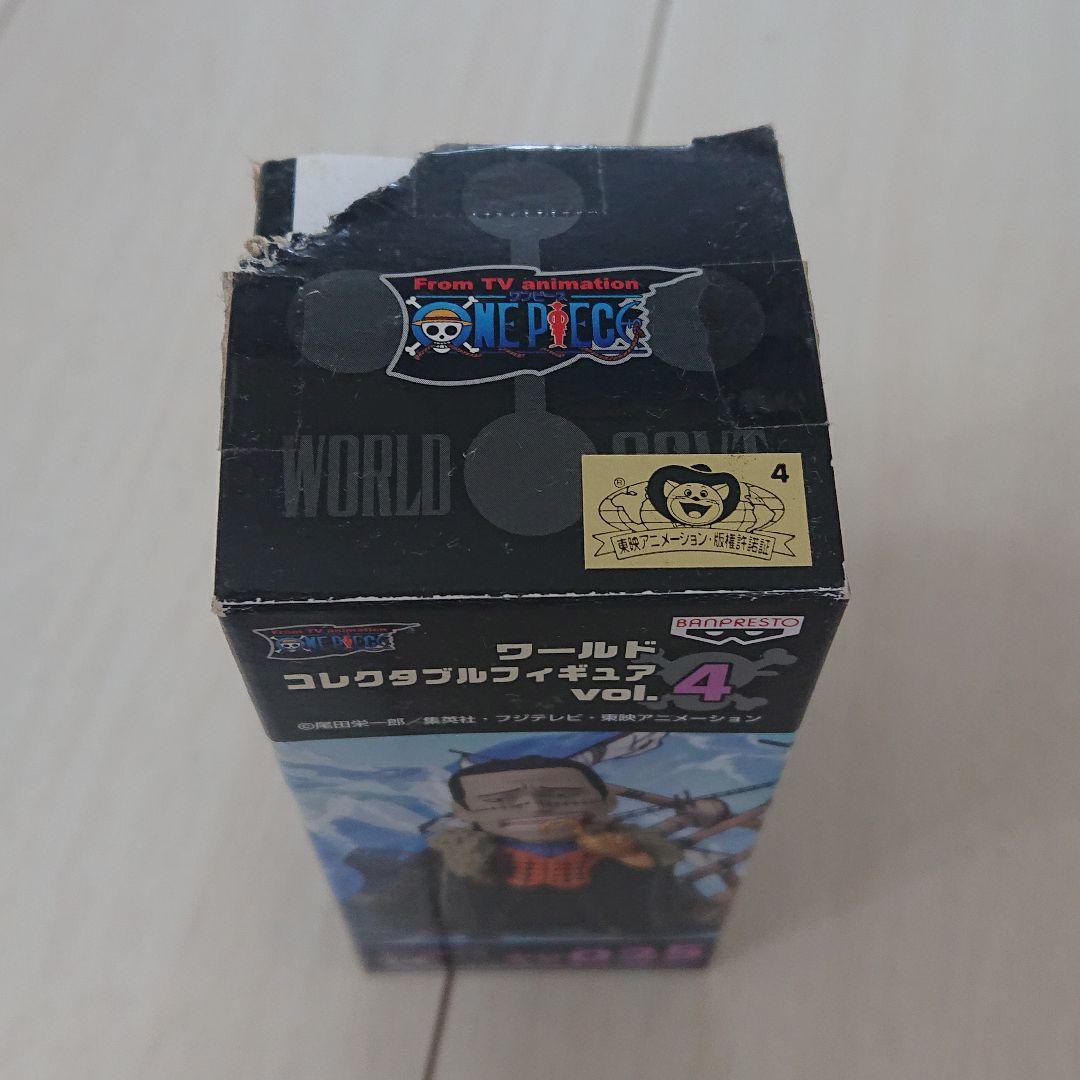 From TV animation
ワンピース
ONE PIECE
WORLD GOVT
4
®
東映アニメーション・版権許諾証
From TV animation
ONE PIECE
BANPRESTO
ワールド
コレクタブルフィギュア
vol. 4
©尾田栄一郎／集英社・フジテレビ・東映アニメーション